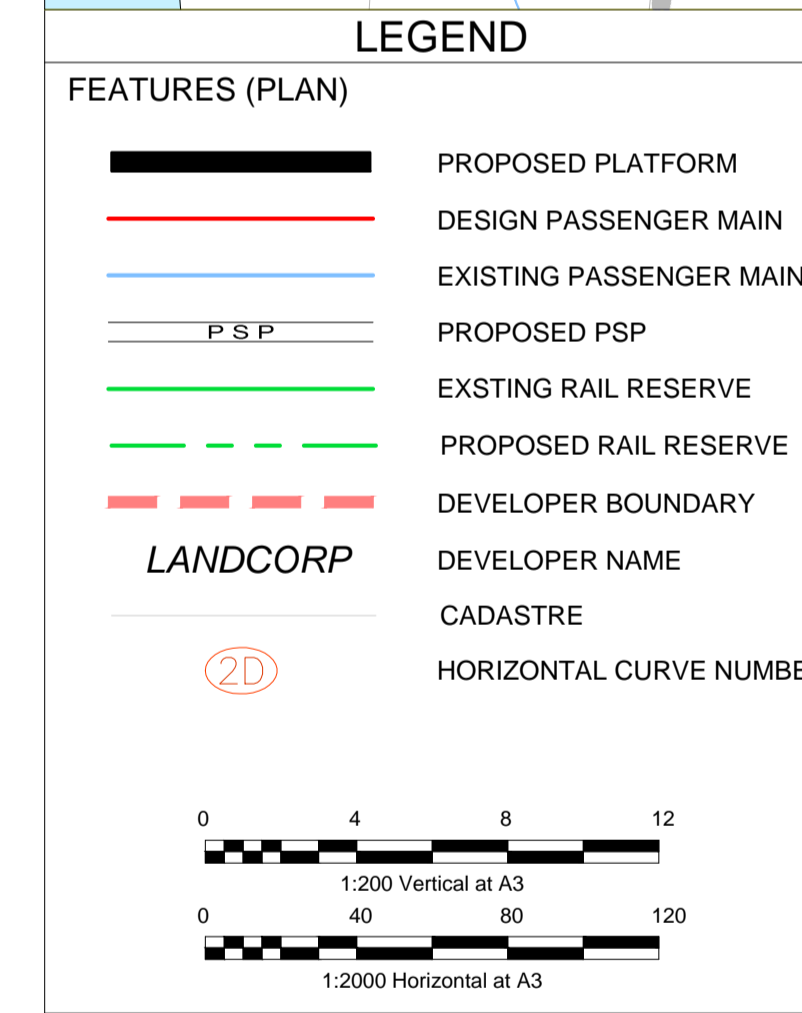 LEGEND
FEATURES (PLAN)
PROPOSED PLATFORM
DESIGN PASSENGER MAIN
EXISTING PASSENGER MAIN
PSP PROPOSED PSP
EXSTING RAIL RESERVE
PROPOSED RAIL RESERVE
DEVELOPER BOUNDARY
LANDCORP DEVELOPER NAME
CADASTRE
2D HORIZONTAL CURVE NUMBE
0 4 8 12
1:200 Vertical at A3
0 40 80 120
1:2000 Horizontal at A3